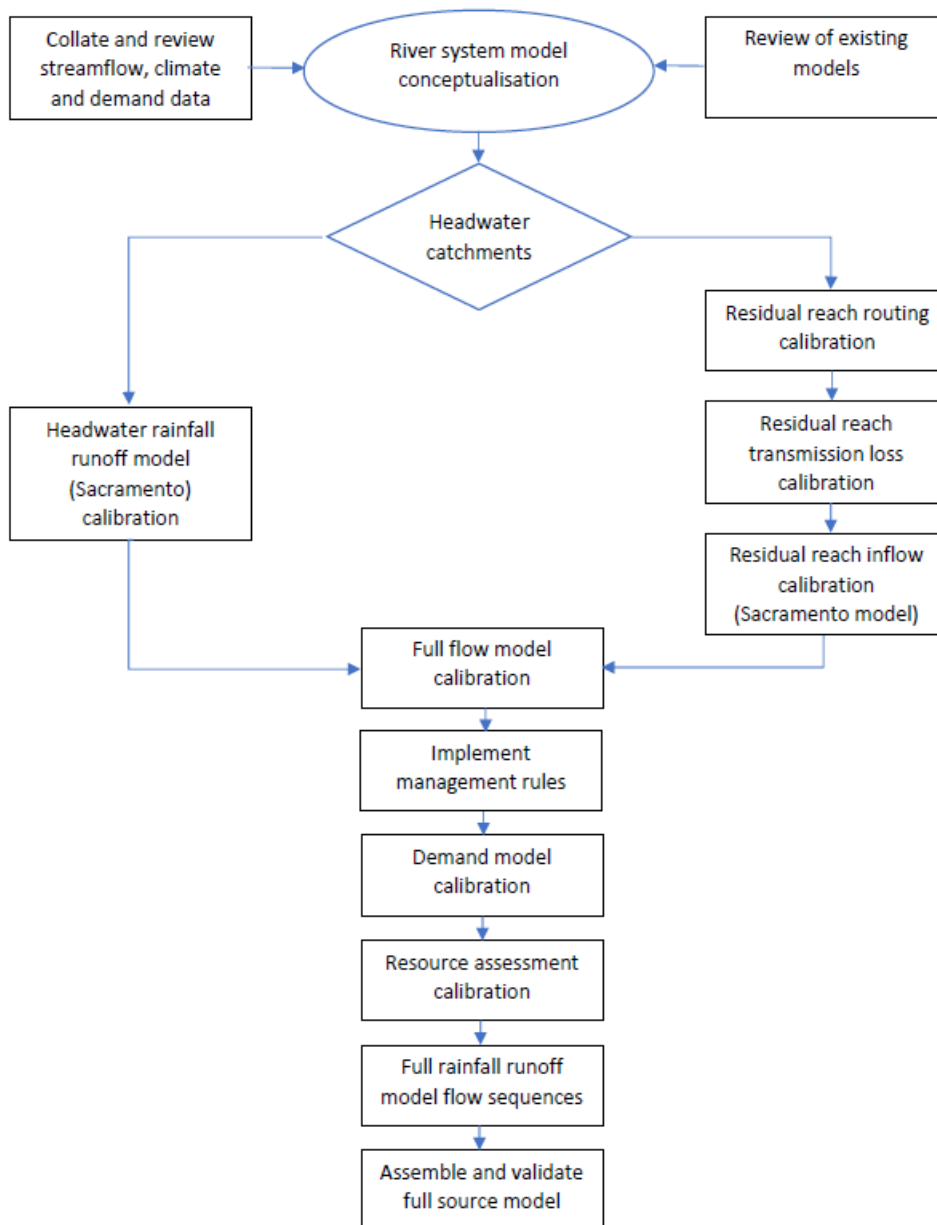 Collate and review
streamflow, climate
and demand data
River system model
conceptualisation
Review of existing
models
Headwater
catchments
Residual reach routing
calibration
Headwater rainfall
runoff model
(Sacramento)
calibration
Residual reach
transmission loss
calibration
Residual reach inflow
calibration
(Sacramento model)
Full flow model
calibration
Implement
management rules
Demand model
calibration
Resource assessment
calibration
Full rainfall runoff
model flow sequences
Assemble and validate
full source model